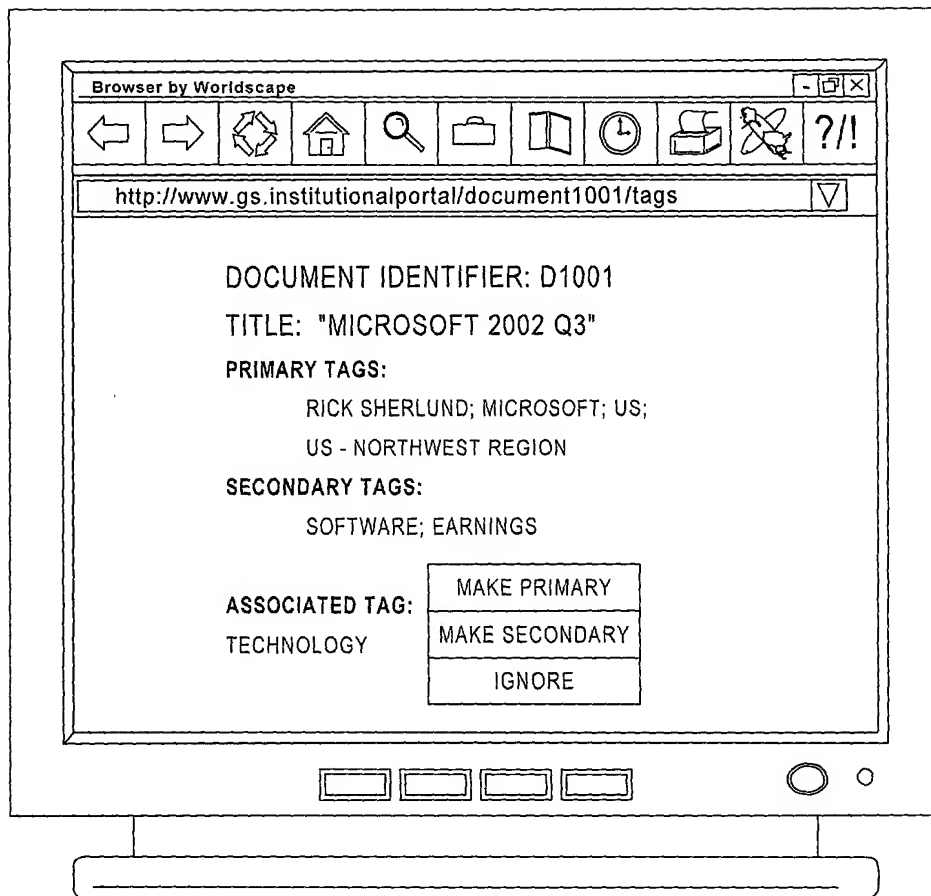 Browser by Worldscape
?/!
http://www.gs.institutionalportal/document1001/tags
DOCUMENT IDENTIFIER: D1001
TITLE: "MICROSOFT 2002 Q3"
PRIMARY TAGS:
RICK SHERLUND; MICROSOFT; US;
US - NORTHWEST REGION
SECONDARY TAGS:
SOFTWARE; EARNINGS
ASSOCIATED TAG:
TECHNOLOGY
MAKE PRIMARY
MAKE SECONDARY
IGNORE